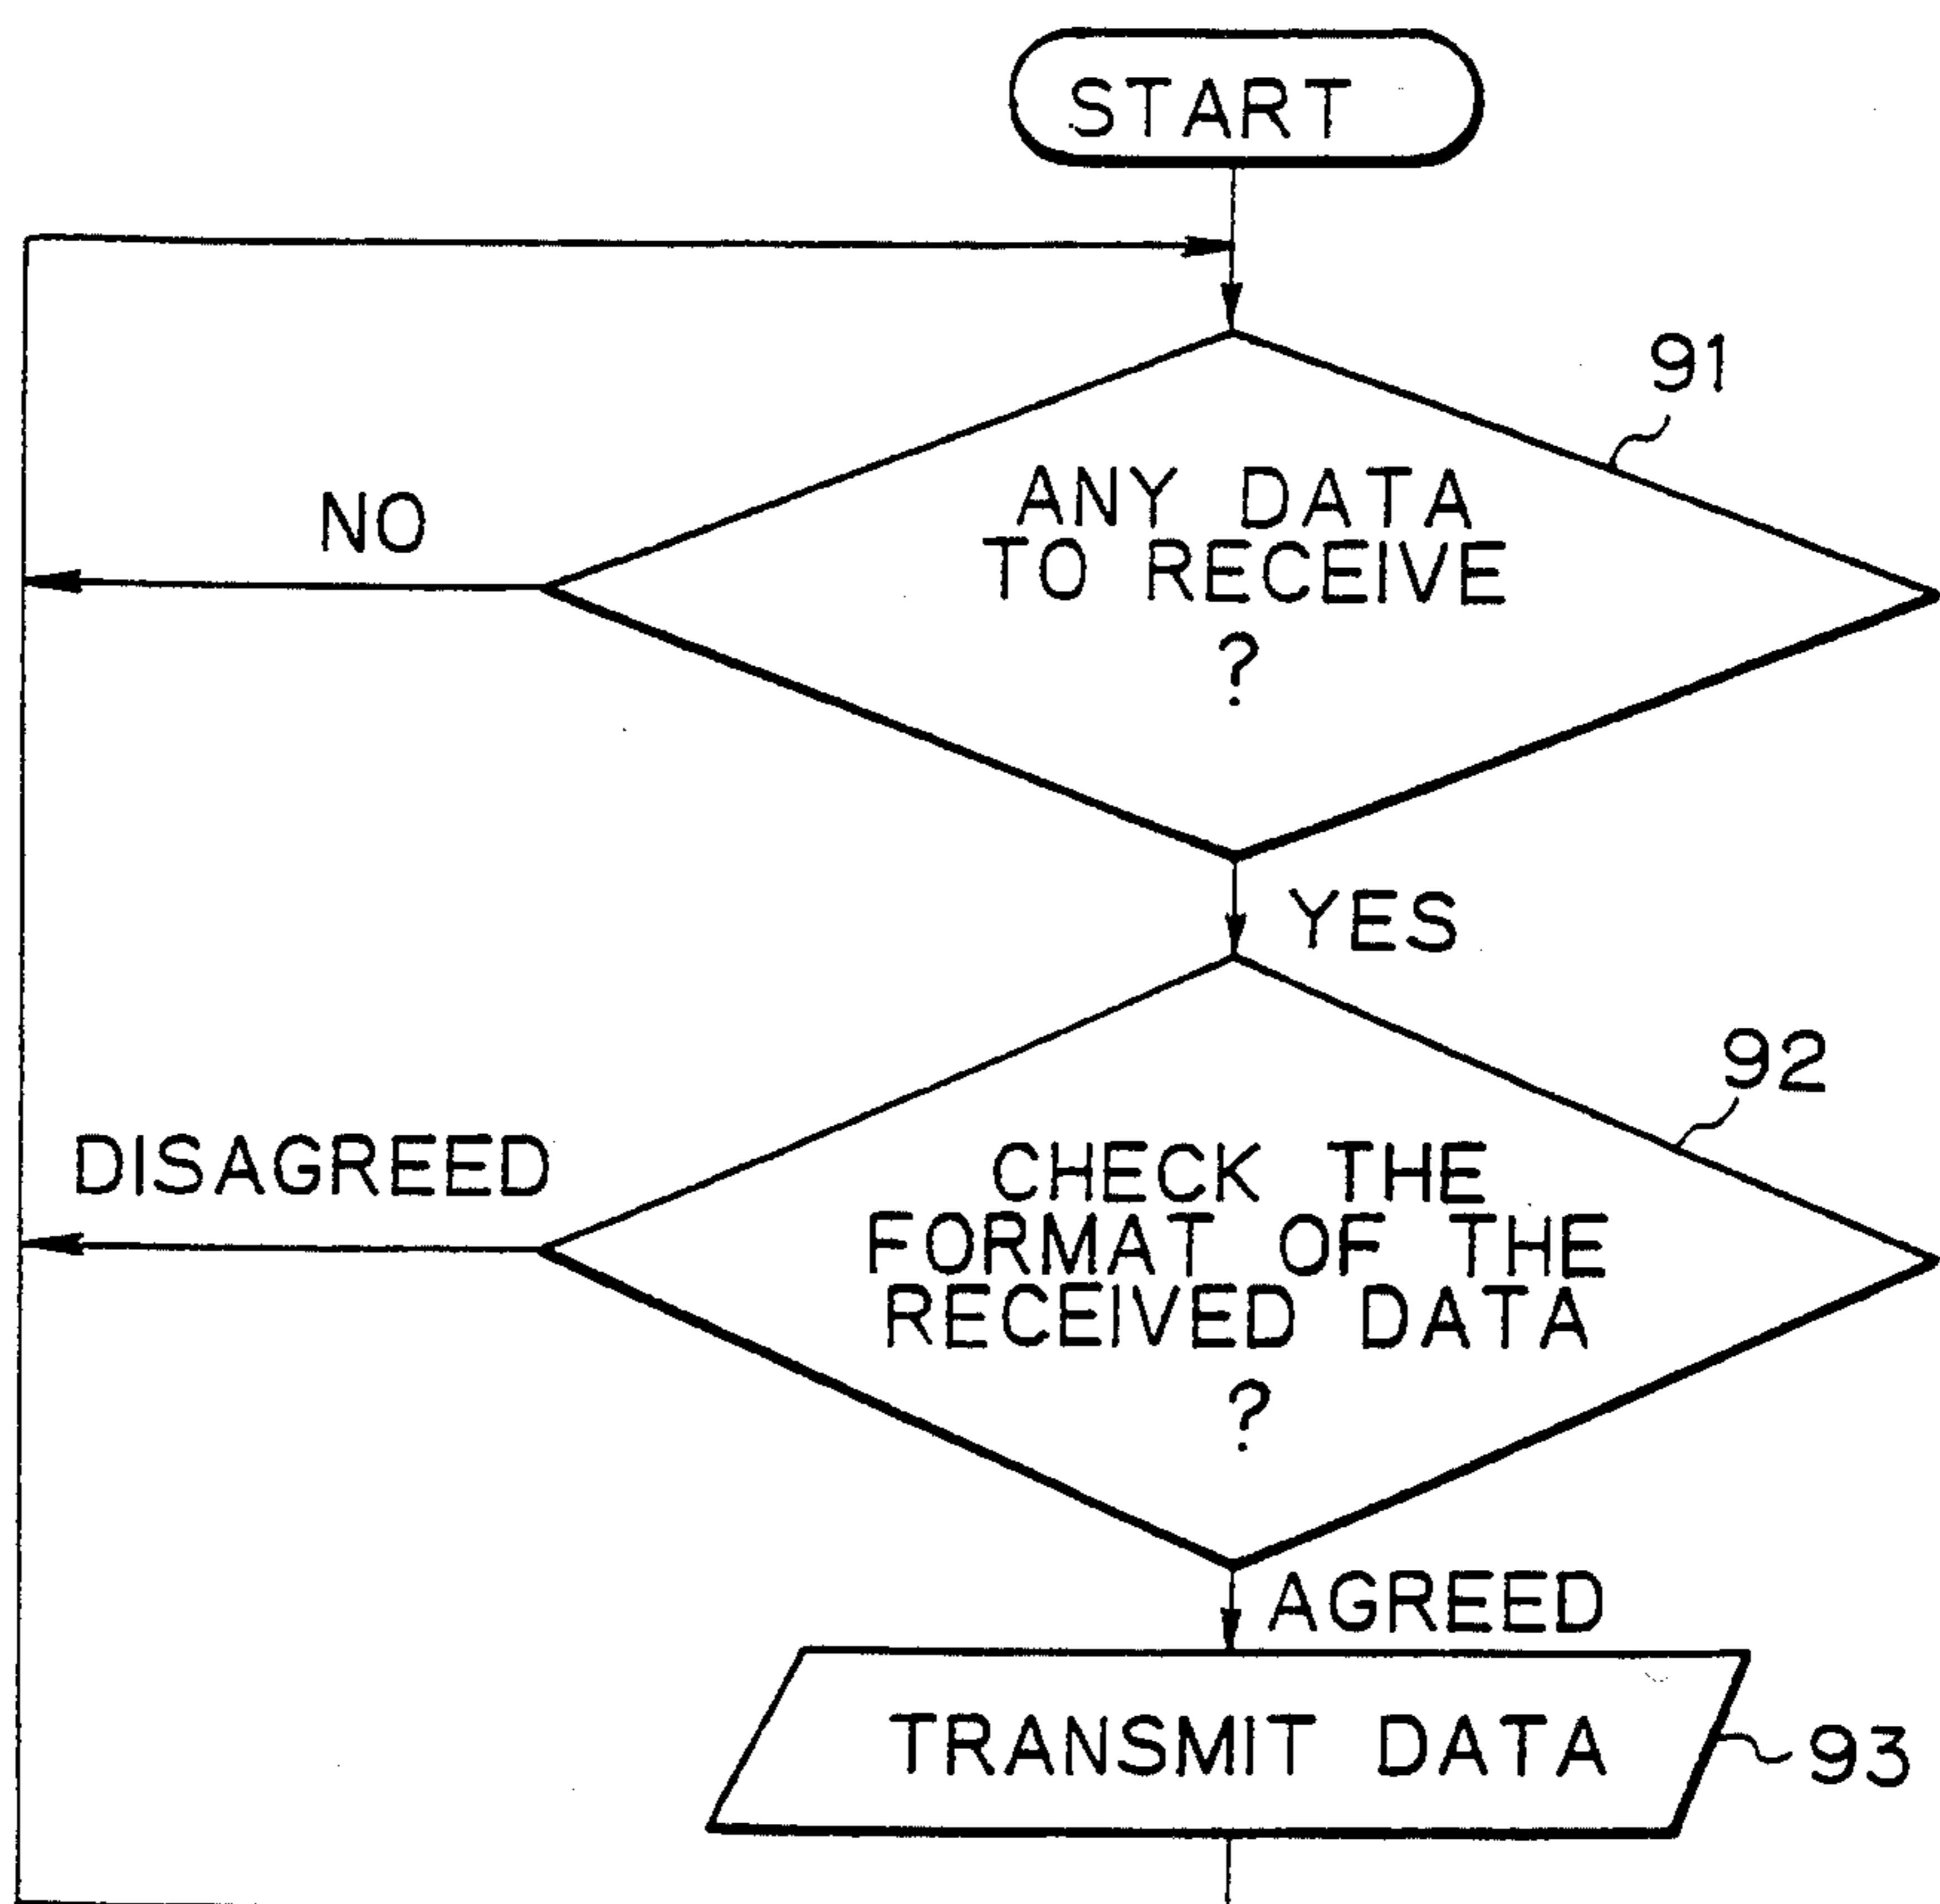 START
91
ANY DATA
TO RECEIVE
?
NO
YES
92
DISAGREED
CHECK THE
FORMAT OF THE
RECEIVED DATA
?
AGREED
TRANSMIT DATA
93